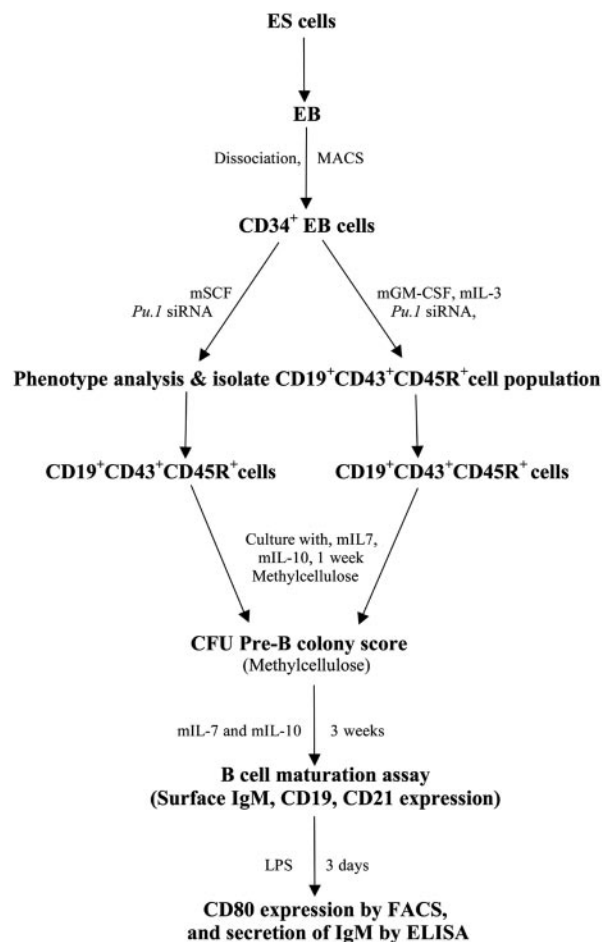 ES cells
EB
Dissociation, MACS
CD34+ EB cells
mSCF
Pu.1 siRNA
mGM-CSF, mIL-3
Pu.1 siRNA,
Phenotype analysis & isolate CD19+CD43+CD45R+cell population
CD19+CD43+CD45R+cells
CD19+CD43+CD45R+ cells
Culture with, mIL7,
mIL-10, 1 week
Methylcellulose
CFU Pre-B colony score
(Methylcellulose)
mIL-7 and mIL-10 3 weeks
B cell maturation assay
(Surface IgM, CD19, CD21 expression)
LPS 3 days
CD80 expression by FACS,
and secretion of IgM by ELISA